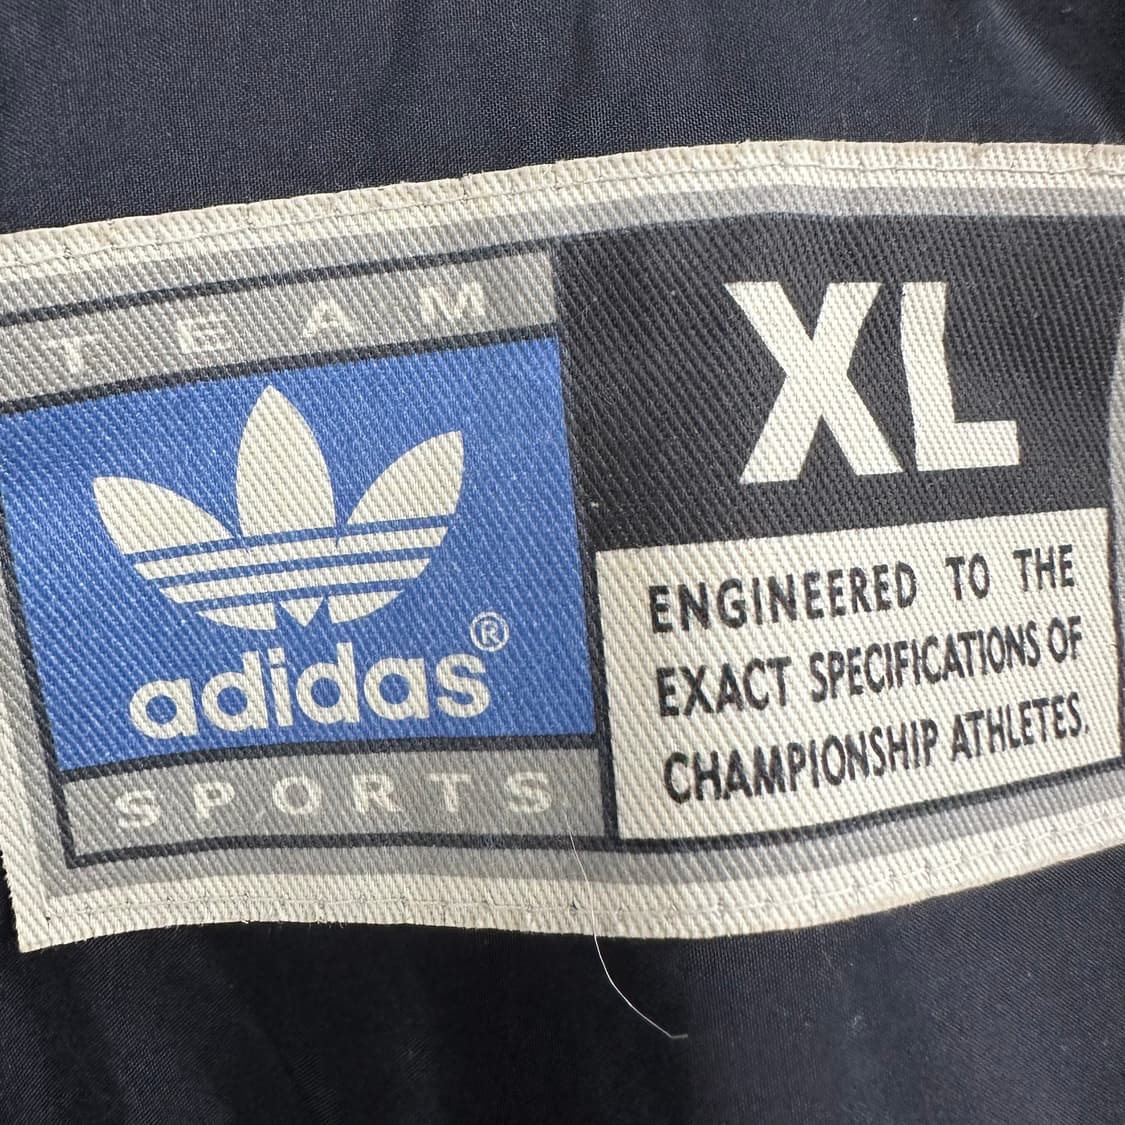 TEAM
adidas®
SPORTS
XL
ENGINEERED TO THE
EXACT SPECIFICATIONS OF
CHAMPIONSHIP ATHLETES.